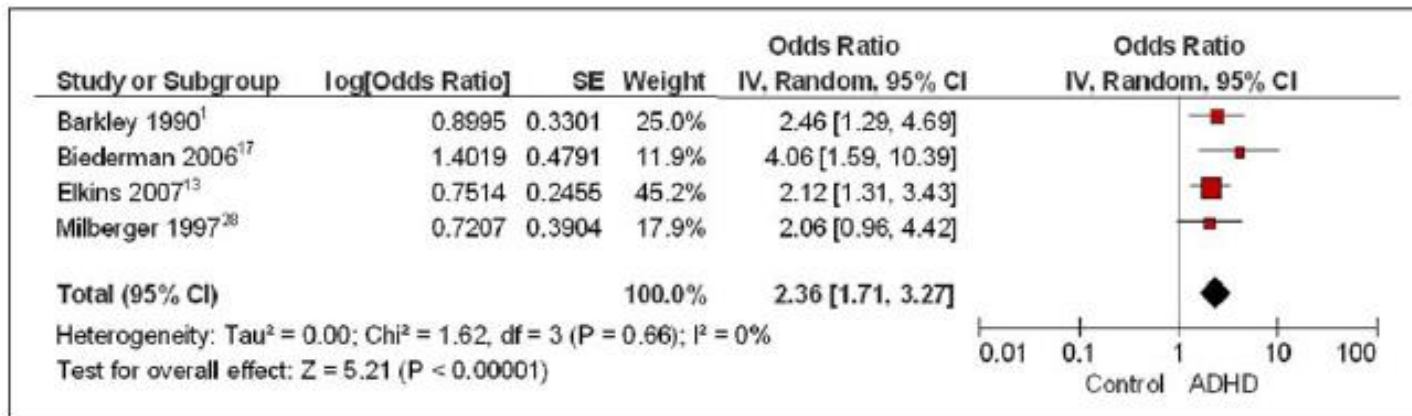 Odds Ratio Odds Ratio
Study or Subgroup log[Odds Ratio] SE Weight IV, Random, 95% CI IV, Random, 95% CI
Barkley 1990¹ 0.8995 0.3301 25.0% 2.46 [1.29, 4.69]
Biederman 2006¹⁷ 1.4019 0.4791 11.9% 4.06 [1.59, 10.39]
Elkins 2007¹³ 0.7514 0.2455 45.2% 2.12 [1.31, 3.43]
Milberger 1997²⁸ 0.7207 0.3904 17.9% 2.06 [0.96, 4.42]
Total (95% CI) 100.0% 2.36 [1.71, 3.27]
Heterogeneity: Tau² = 0.00; Chi² = 1.62, df = 3 (P = 0.66); I² = 0%
Test for overall effect: Z = 5.21 (P < 0.00001)
0.01 0.1 1 10 100
Control ADHD